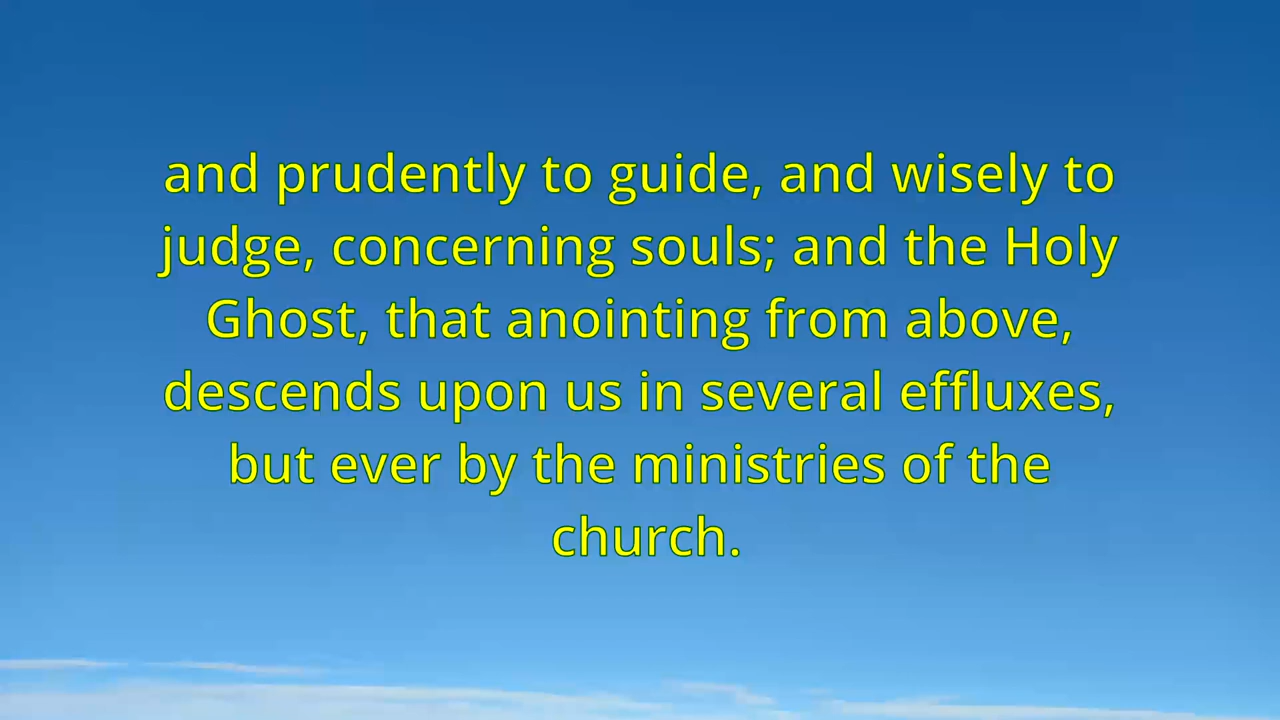 and prudently to guide, and wisely to
judge, concerning souls; and the Holy
Ghost, that anointing from above,
descends upon us in several effluxes,
but ever by the ministries of the
church.